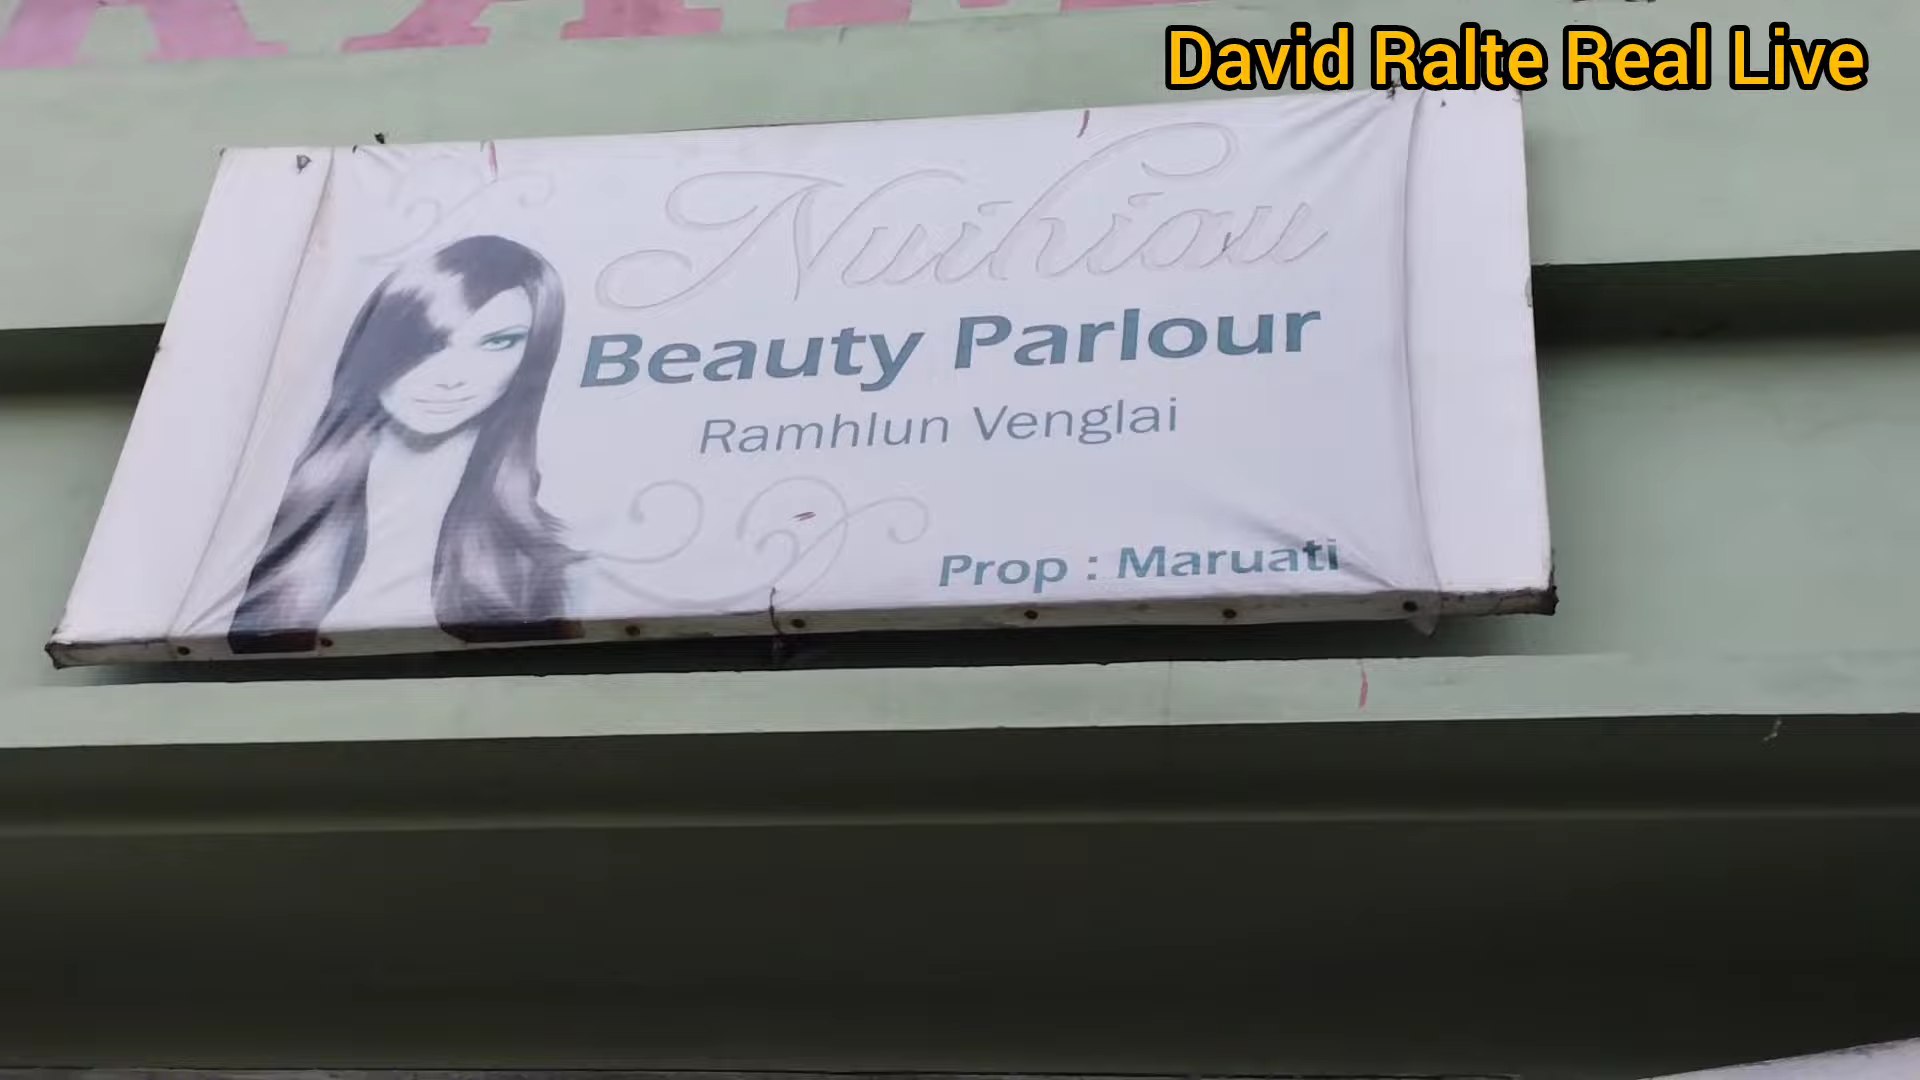 David Ralte Real Live
Nuihiau
Beauty Parlour
Ramhlun Venglai
Prop : Maruati